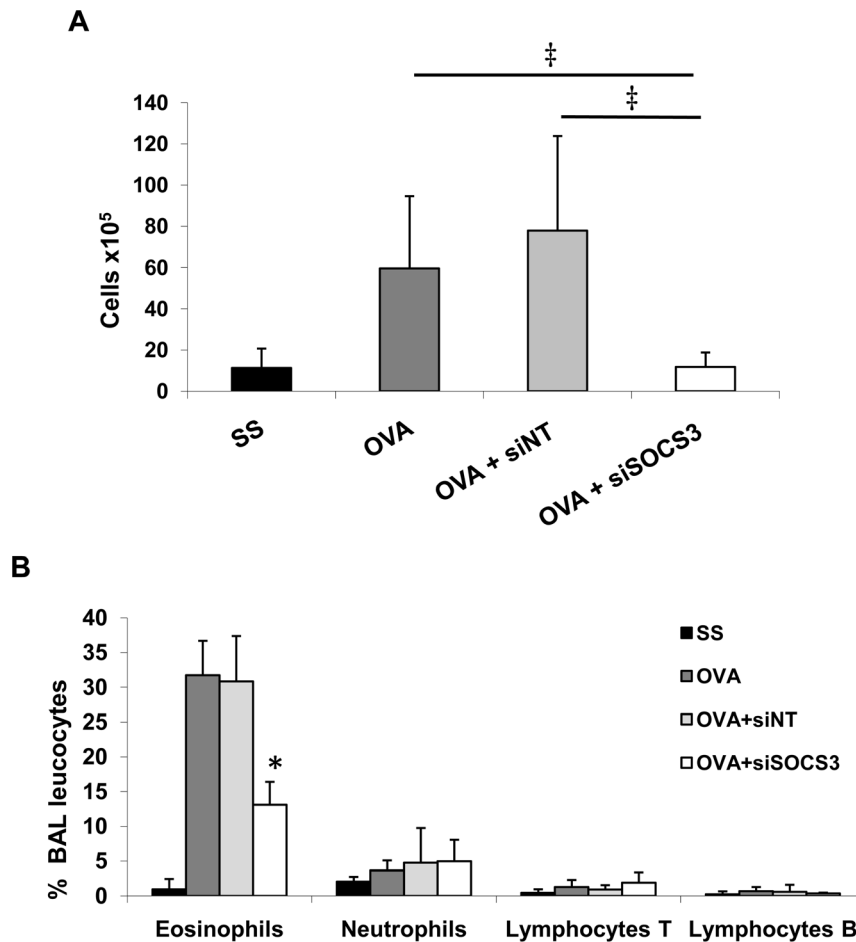 A
‡
‡
140
120
100
80
60
40
20
0
Cells x10⁵
SS
OVA
OVA + siNT
OVA + siSOCS3
B
40
35
30
25
20
15
10
5
0
% BAL leucocytes
*
SS
OVA
OVA+siNT
OVA+siSOCS3
Eosinophils Neutrophils Lymphocytes T Lymphocytes B